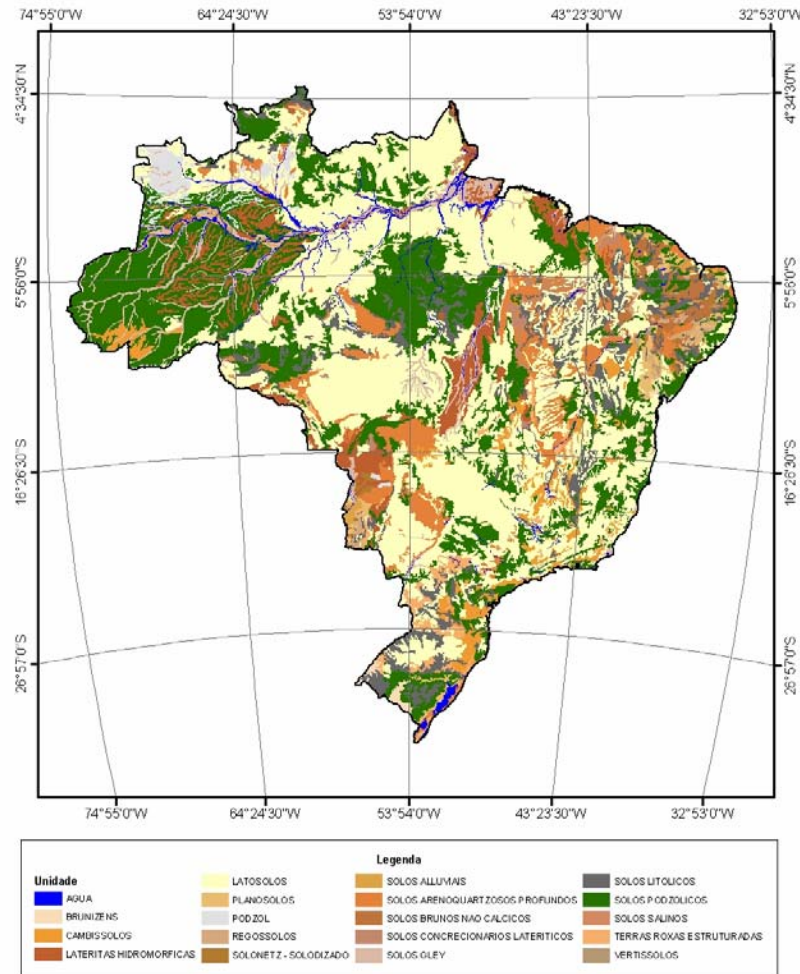 74°55'0"W 64°24'30"W 53°54'0"W 43°23'30"W 32°53'0"W
4°34'30"N 4°34'30"N
5°56'0"S 5°56'0"S
16°26'30"S 16°26'30"S
26°57'0"S 26°57'0"S
74°55'0"W 64°24'30"W 53°54'0"W 43°23'30"W 32°53'0"W
Legenda
Unidade
AGUA
BRUNIZENS
CAMBISSOLOS
LATERITAS HIDROMORFICAS
LATOSOLOS
PLANOSOLOS
PODZOL
REGOSSOLOS
SOLONETZ - SOLODIZADO
SOLOS ALLUVIAIS
SOLOS ARENOQUARTZOSOS PROFUNDOS
SOLOS BRUNOS NAO CALCICOS
SOLOS CONCRECIONARIOS LATERITICOS
SOLOS GLEY
SOLOS LITOLICOS
SOLOS PODZOLICOS
SOLOS SALINOS
TERRAS ROXAS ESTRUTURADAS
VERTISSOLOS